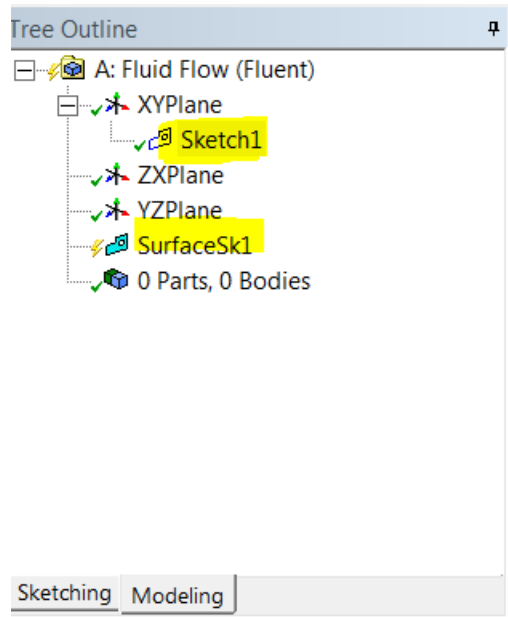 Tree Outline
A: Fluid Flow (Fluent)
XYPlane
Sketch1
ZXPlane
YZPlane
SurfaceSk1
0 Parts, 0 Bodies
Sketching Modeling